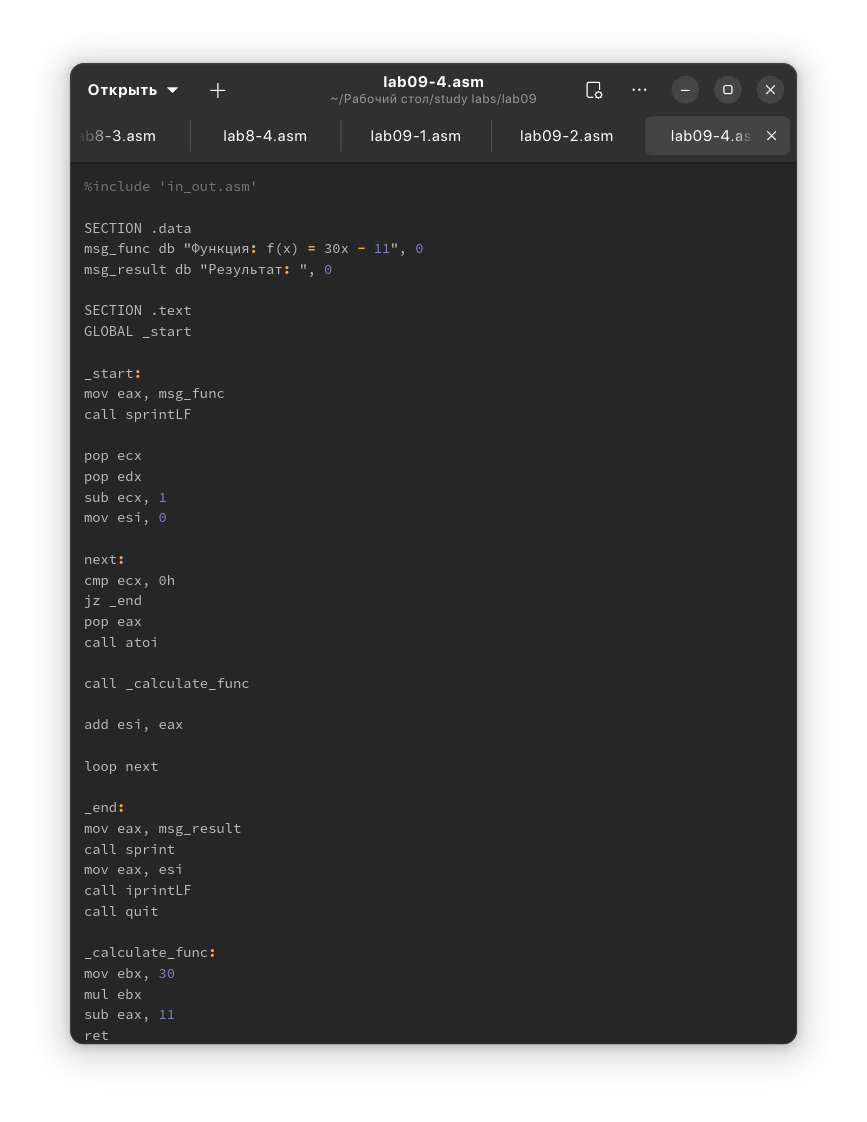 Открыть
lab09-4.asm
~/Рабочий стол/study labs/lab09
ab8-3.asm
lab8-4.asm
lab09-1.asm
lab09-2.asm
lab09-4.as
%include 'in_out.asm'
SECTION .data
msg_func db "Функция: f(x) = 30x - 11", 0
msg_result db "Результат: ", 0
SECTION .text
GLOBAL _start
_start:
mov eax, msg_func
call sprintLF
pop ecx
pop edx
sub ecx, 1
mov esi, 0
next:
cmp ecx, 0h
jz _end
pop eax
call atoi
call _calculate_func
add esi, eax
loop next
_end:
mov eax, msg_result
call sprint
mov eax, esi
call iprintLF
call quit
_calculate_func:
mov ebx, 30
mul ebx
sub eax, 11
ret